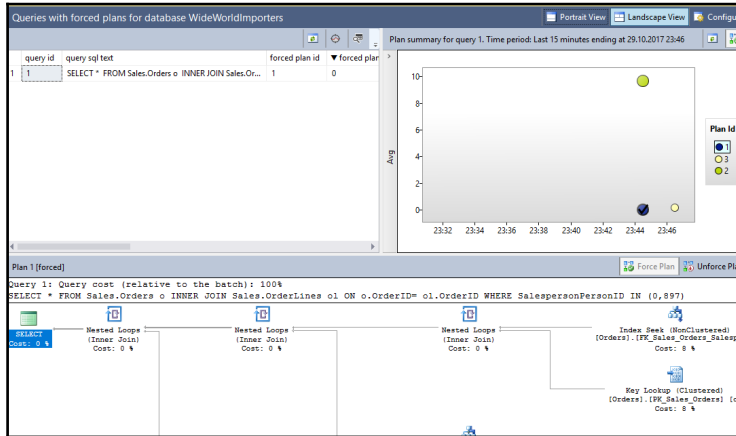 Queries with forced plans for database WideWorldImporters
Portrait View Landscape View Configu
query id query sql text forced plan id ▼ forced plan
1 1 SELECT * FROM Sales.Orders o INNER JOIN Sales.Or... 1 0
Plan summary for query 1. Time period: Last 15 minutes ending at 29.10.2017 23:46
10
8
6
4
2
0
Avg
23:32 23:34 23:36 23:38 23:40 23:42 23:44 23:46
Plan Id
1
3
2
Plan 1 [forced]
Force Plan Unforce Pla
Query 1: Query cost (relative to the batch): 100%
SELECT * FROM Sales.Orders o INNER JOIN Sales.OrderLines ol ON o.OrderID= ol.OrderID WHERE SalespersonPersonID IN (0,897)
SELECT
Cost: 0 %
Nested Loops
(Inner Join)
Cost: 0 %
Nested Loops
(Inner Join)
Cost: 0 %
Nested Loops
(Inner Join)
Cost: 0 %
Index Seek (NonClustered)
[Orders].[FK_Sales_Orders_Salesp
Cost: 8 %
Key Lookup (Clustered)
[Orders].[PK_Sales_Orders] [o
Cost: 8 %